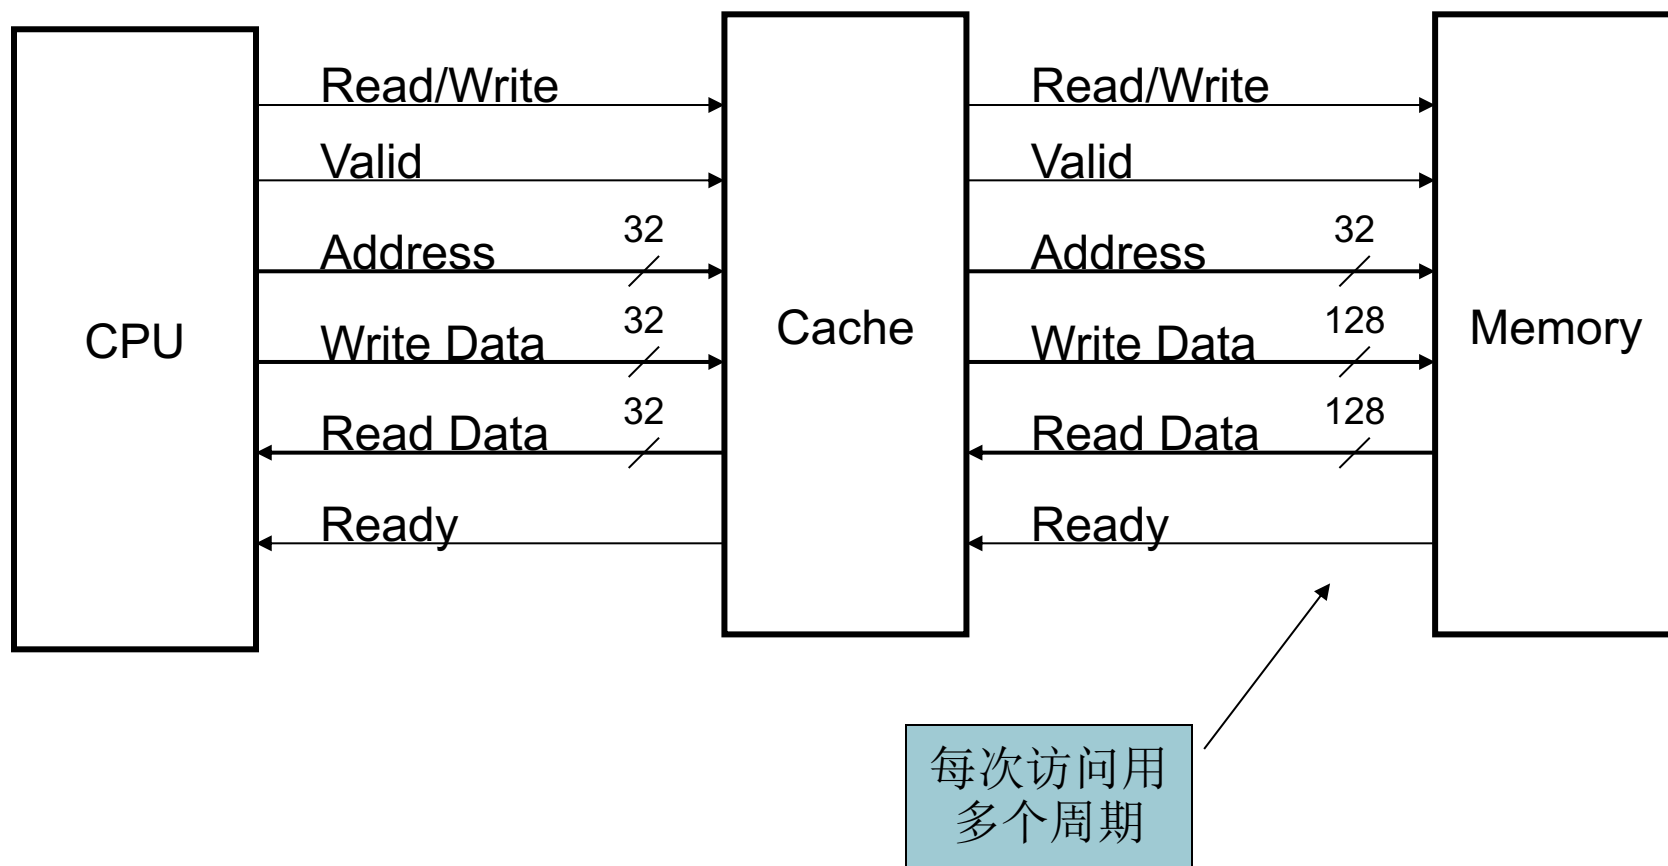 Read/Write
Valid
Address
32
CPU
Write Data
32
Read Data
32
Ready
Cache
Read/Write
Valid
Address
32
Write Data
128
Read Data
128
Ready
Memory
每次访问用
多个周期